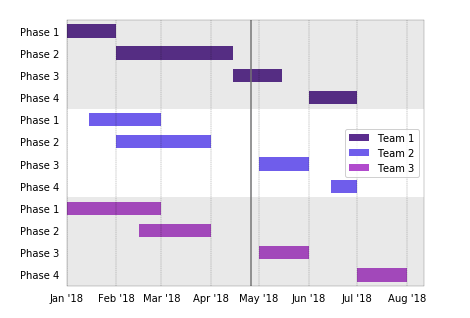 Phase 1
Phase 2
Phase 3
Phase 4
Phase 1
Phase 2
Phase 3
Phase 4
Phase 1
Phase 2
Phase 3
Phase 4
Team 1
Team 2
Team 3
Jan '18 Feb '18 Mar '18 Apr '18 May '18 Jun '18 Jul '18 Aug '18